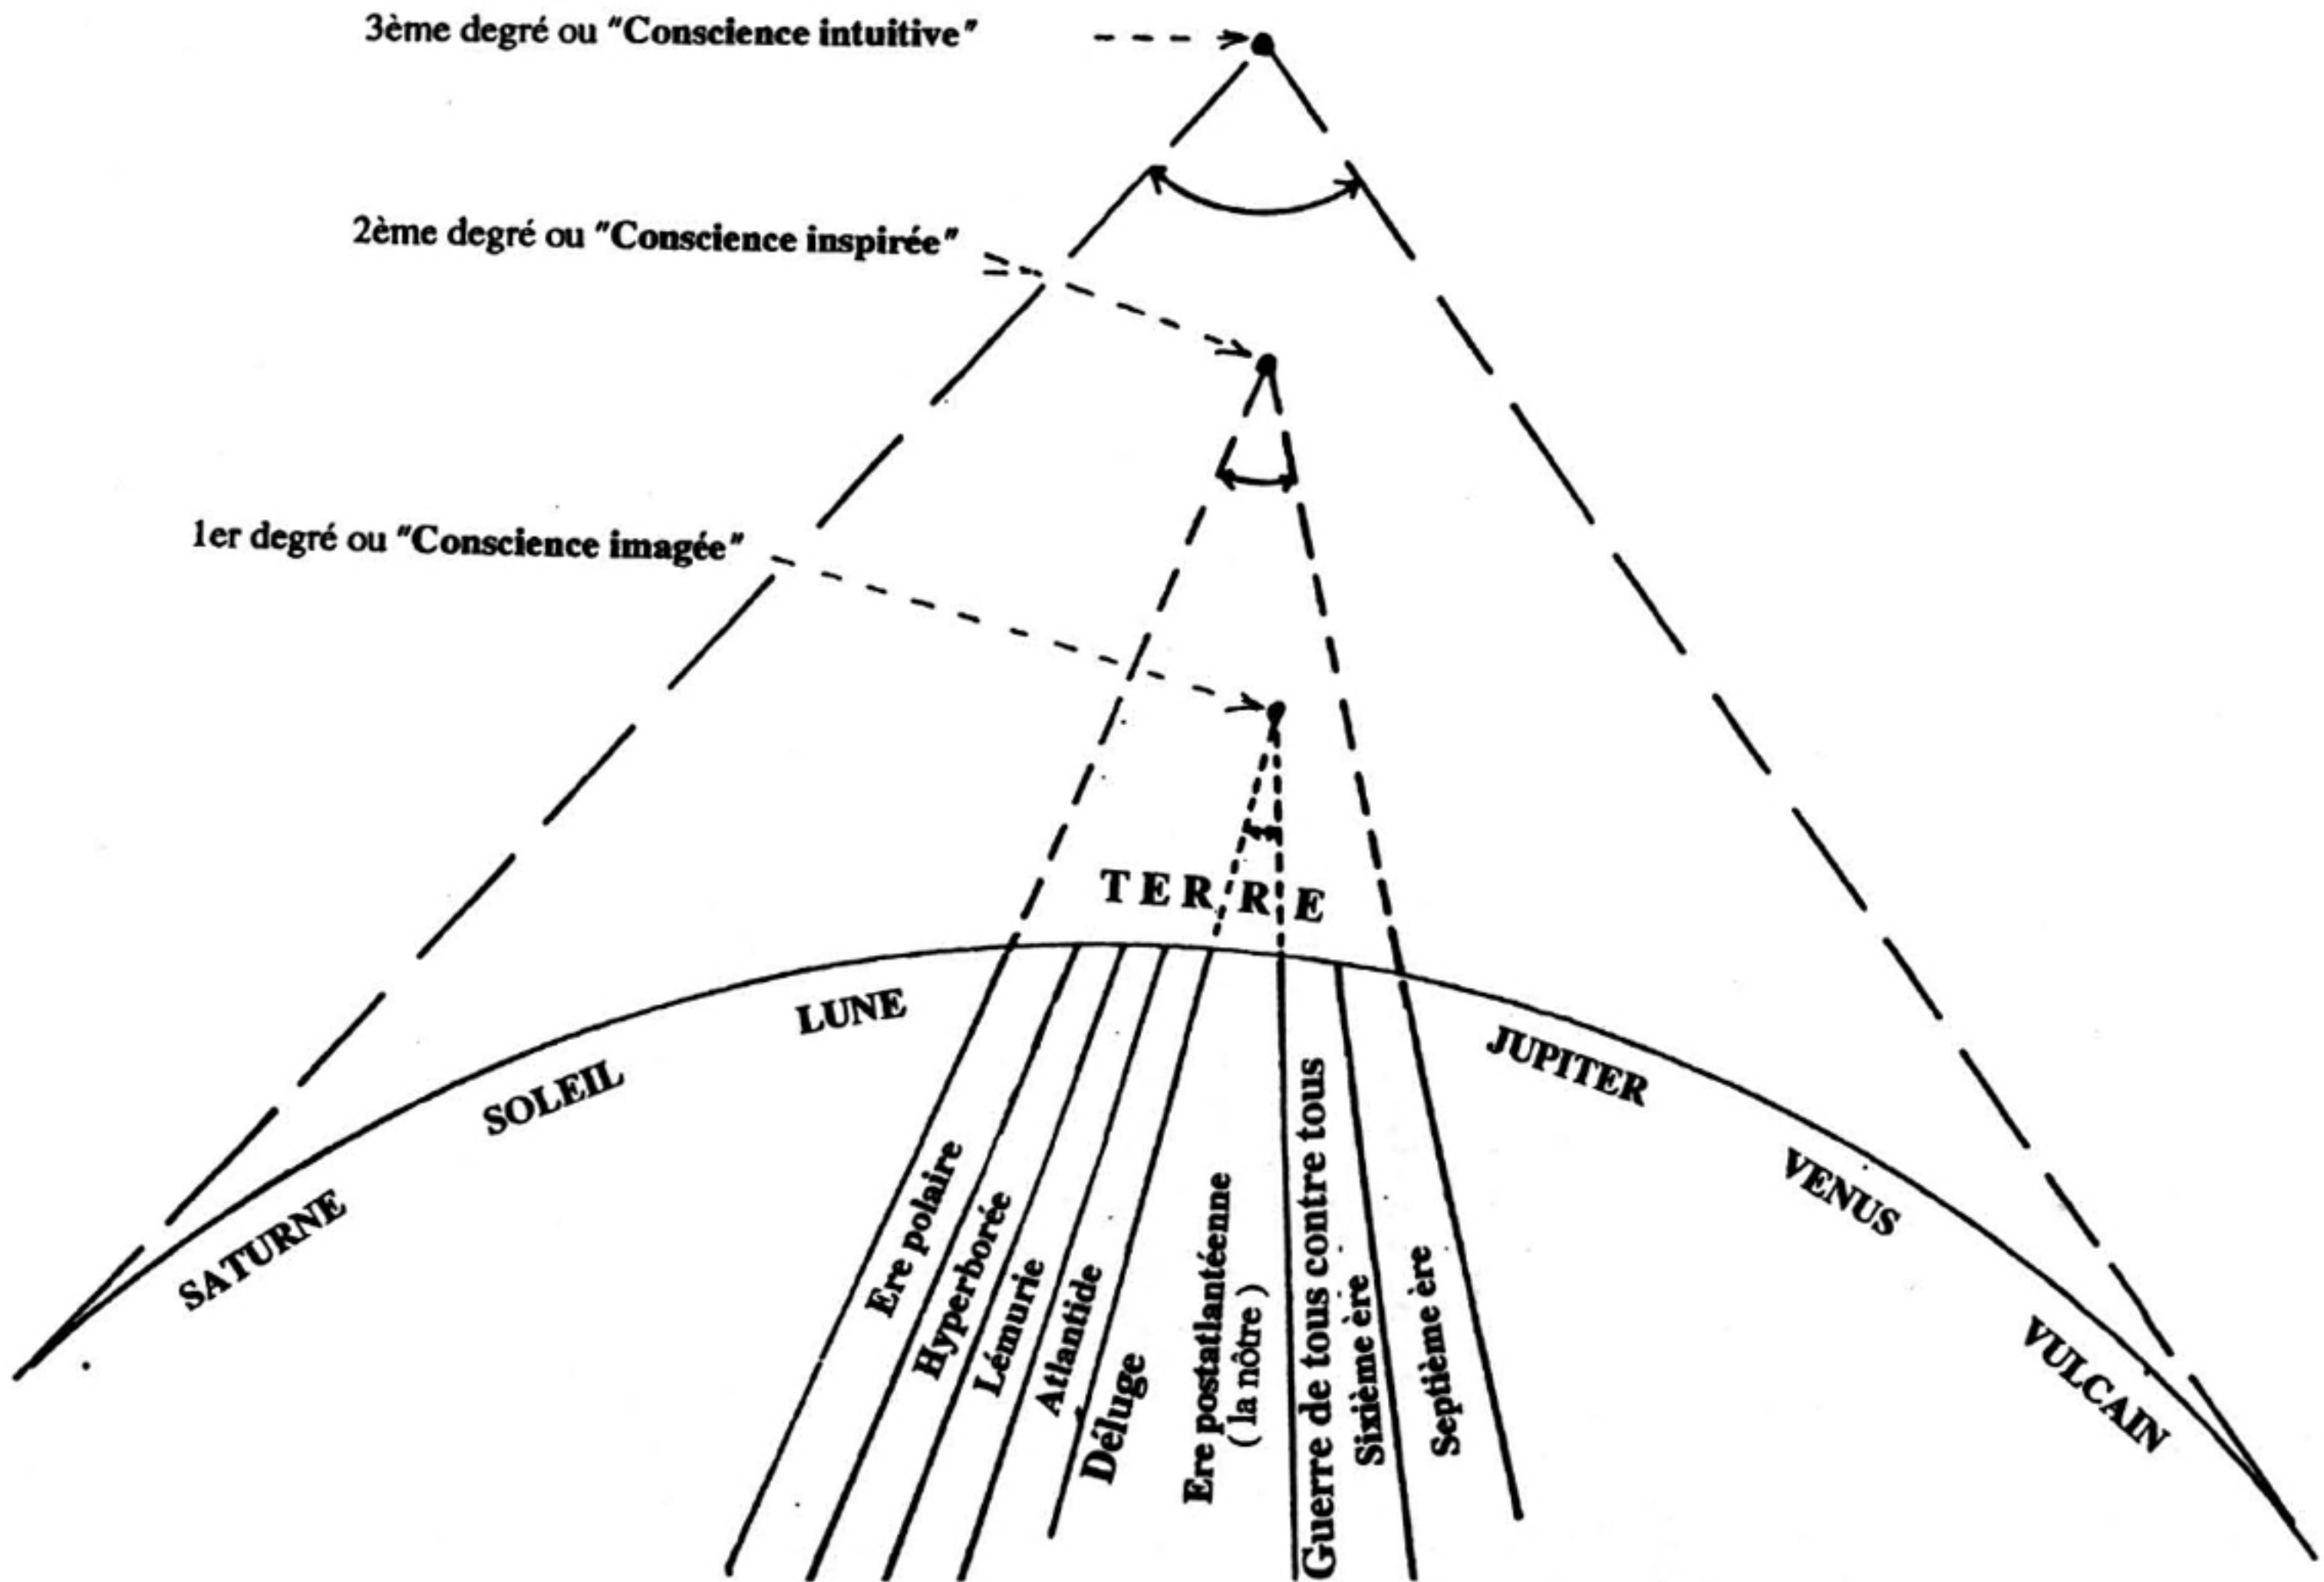 3ème degré ou "Conscience intuitive"
2ème degré ou "Conscience inspirée"
1er degré ou "Conscience imagée"
TERRE
LUNE
SOLEIL
SATURNE
JUPITER
VENUS
VULCAIN
Ere polaire
Hyperborée
Lémurie
Atlantide
Déluge
Ere postatlantéenne
( la nôtre )
Guerre de tous contre tous
Sixième ère
Septième ère